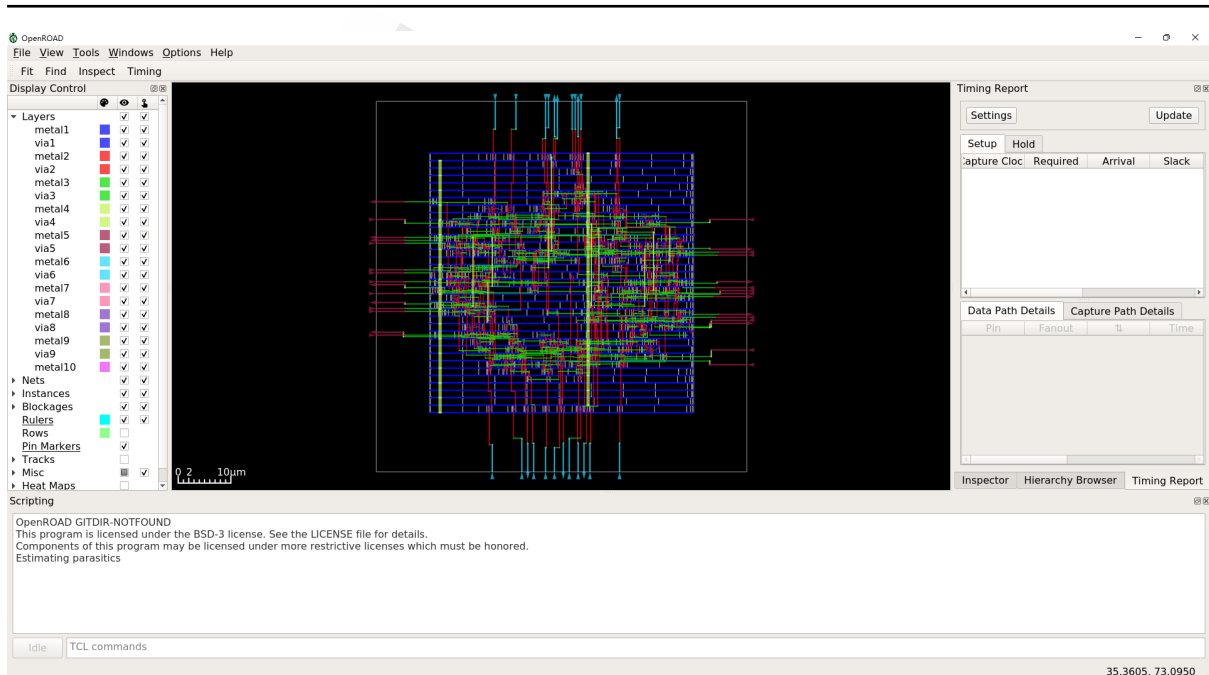 OpenROAD
File View Tools Windows Options Help
Fit Find Inspect Timing
Display Control
Layers
metal1
via1
metal2
via2
metal3
via3
metal4
via4
metal5
via5
metal6
via6
metal7
via7
metal8
via8
metal9
via9
metal10
Nets
Instances
Blockages
Rulers
Rows
Pin Markers
Tracks
Misc
Heat Maps
0 2 10μm
Timing Report
Settings Update
Setup Hold
Capture Cloc Required Arrival Slack
Data Path Details Capture Path Details
Pin Fanout ⇅ Time
Inspector Hierarchy Browser Timing Report
Scripting
OpenROAD GITDIR-NOTFOUND
This program is licensed under the BSD-3 license. See the LICENSE file for details.
Components of this program may be licensed under more restrictive licenses which must be honored.
Estimating parasitics
Idle TCL commands
35.3605, 73.0950